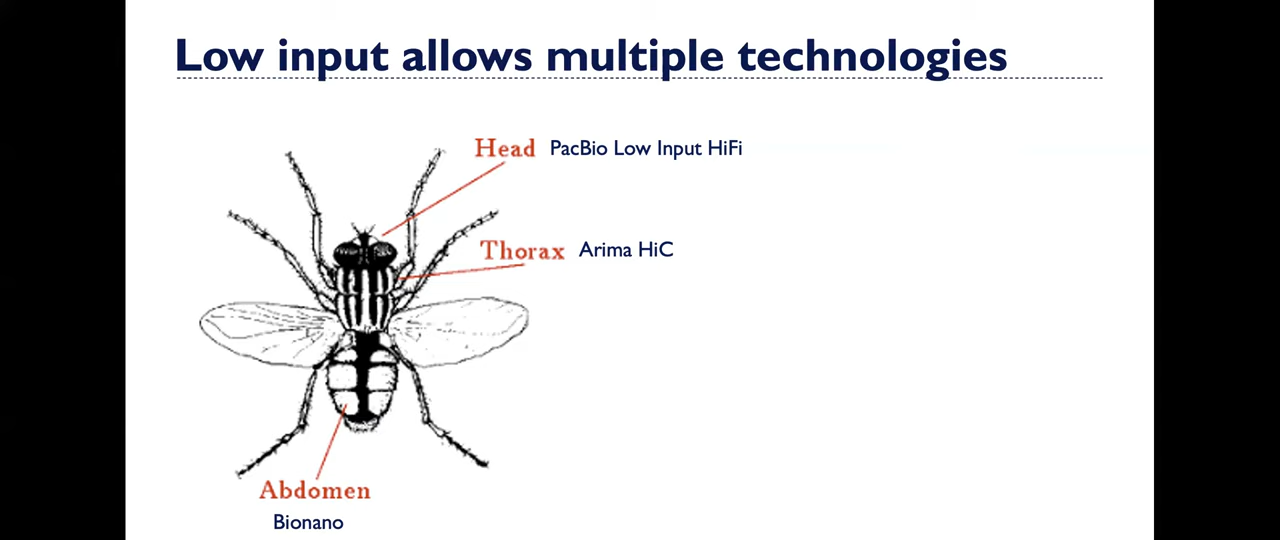 Low input allows multiple technologies
Head PacBio Low Input HiFi
Thorax Arima HiC
Abdomen
Bionano